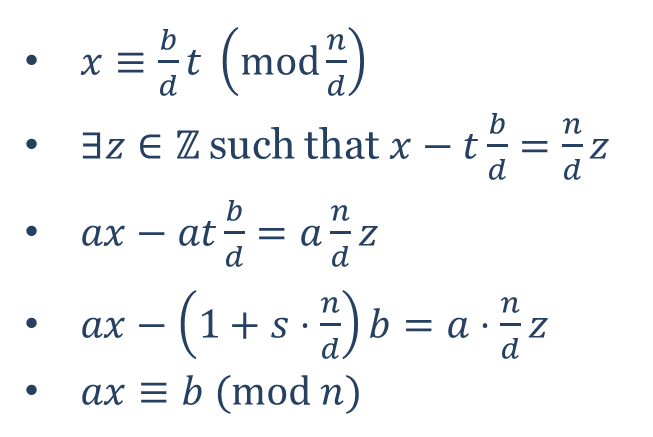 • x ≡ b/d t (mod n/d)
• ∃z ∈ ℤ such that x − t b/d = n/d z
• ax − at b/d = a n/d z
• ax − (1 + s · n/d) b = a · n/d z
• ax ≡ b (mod n)